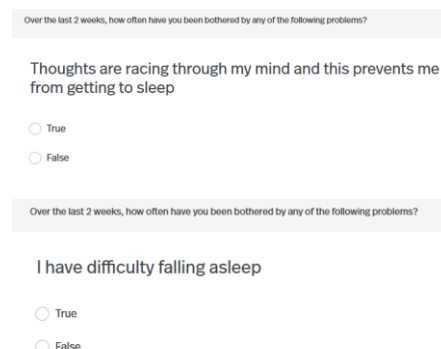 Over the last 2 weeks, how often have you been bothered by any of the following problems?
Thoughts are racing through my mind and this prevents me
from getting to sleep
True
False
Over the last 2 weeks, how often have you been bothered by any of the following problems?
I have difficulty falling asleep
True
False